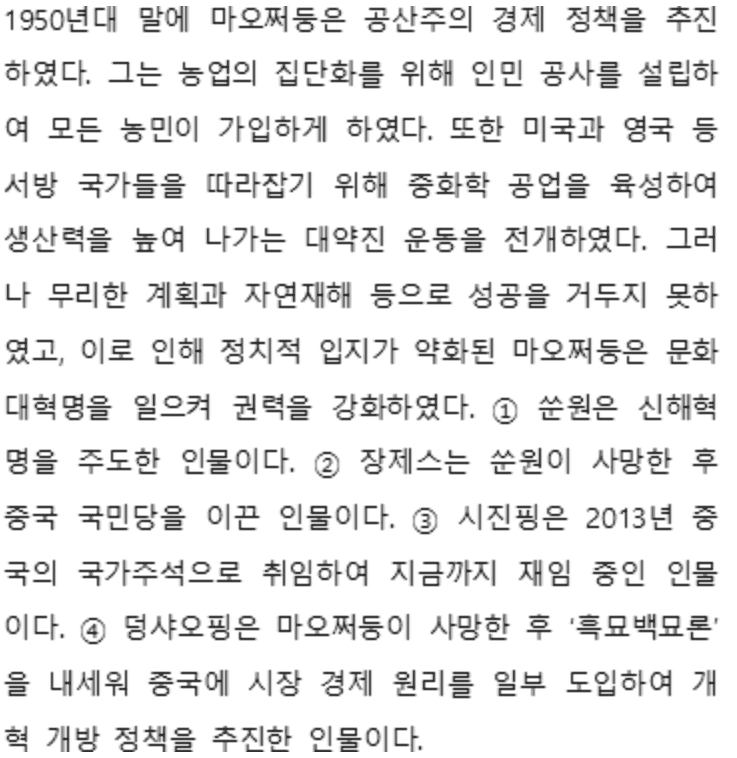 1950년대 말에 마오쩌둥은 공산주의 경제 정책을 추진
하였다. 그는 농업의 집단화를 위해 인민 공사를 설립하
여 모든 농민이 가입하게 하였다. 또한 미국과 영국 등
서방 국가들을 따라잡기 위해 중화학 공업을 육성하여
생산력을 높여 나가는 대약진 운동을 전개하였다. 그러
나 무리한 계획과 자연재해 등으로 성공을 거두지 못하
였고, 이로 인해 정치적 입지가 약화된 마오쩌둥은 문화
대혁명을 일으켜 권력을 강화하였다. ① 쑨원은 신해혁
명을 주도한 인물이다. ② 장제스는 쑨원이 사망한 후
중국 국민당을 이끈 인물이다. ③ 시진핑은 2013년 중
국의 국가주석으로 취임하여 지금까지 재임 중인 인물
이다. ④ 덩샤오핑은 마오쩌둥이 사망한 후 ‘흑묘백묘론’
을 내세워 중국에 시장 경제 원리를 일부 도입하여 개
혁 개방 정책을 추진한 인물이다.